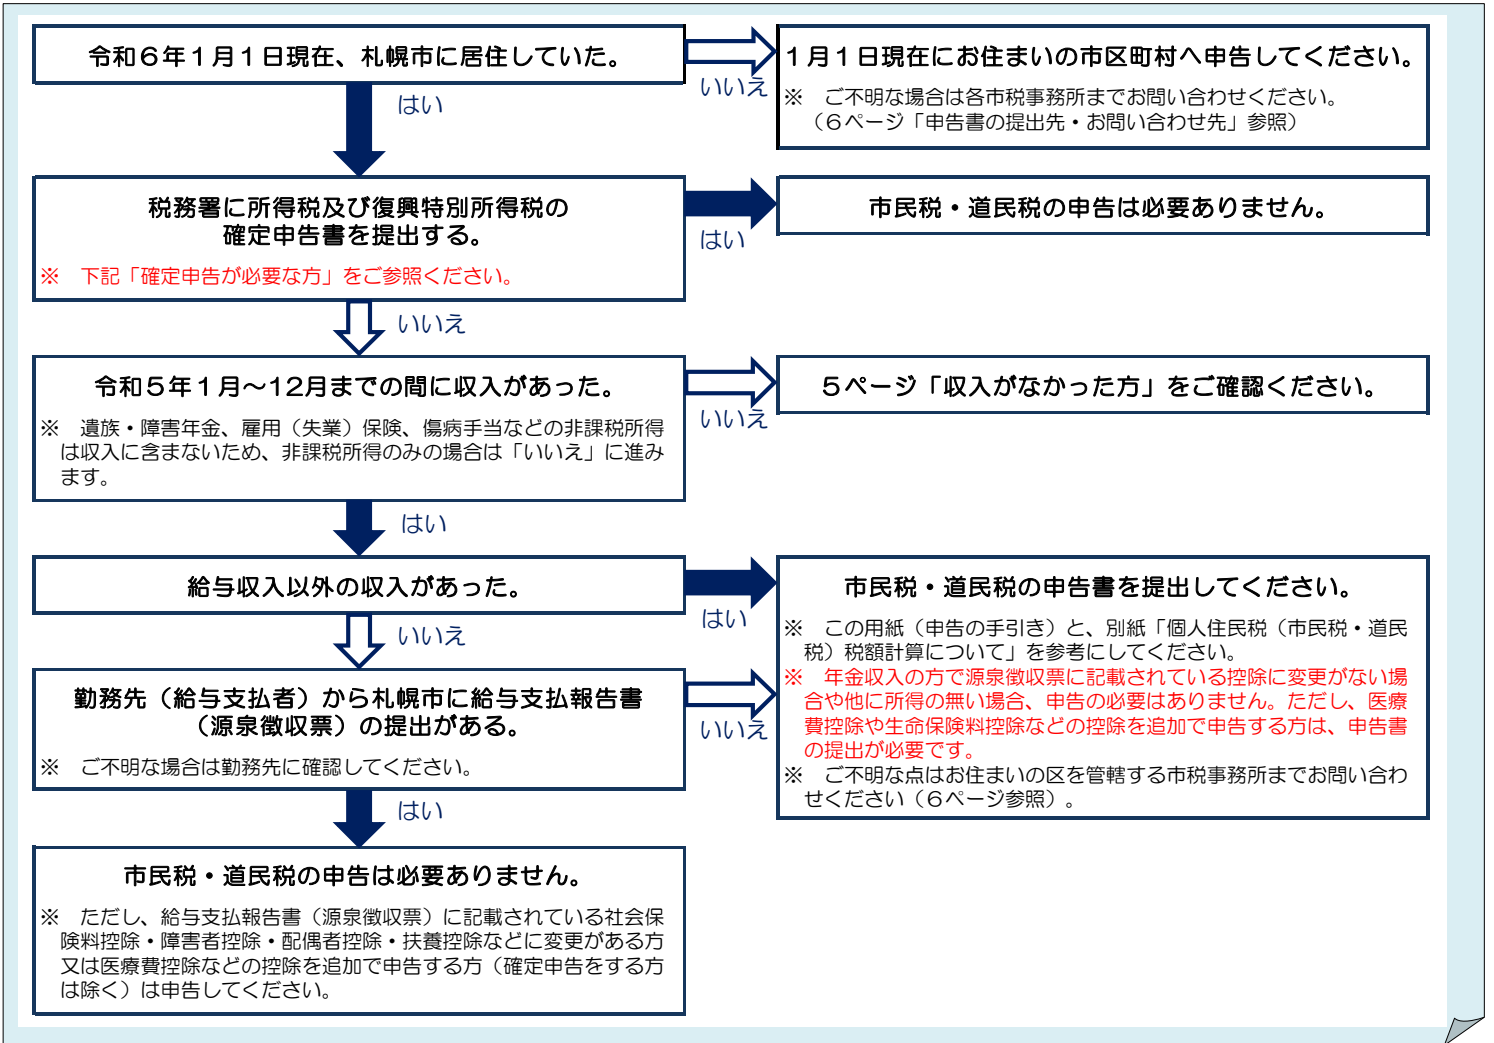 令和６年１月１日現在、札幌市に居住していた。
いいえ
１月１日現在にお住まいの市区町村へ申告してください。
※　ご不明な場合は各市税事務所までお問い合わせください。
（６ページ「申告書の提出先・お問い合わせ先」参照）
はい
税務署に所得税及び復興特別所得税の
確定申告書を提出する。
※　下記「確定申告が必要な方」をご参照ください。
はい
市民税・道民税の申告は必要ありません。
いいえ
令和５年１月～12月までの間に収入があった。
※　遺族・障害年金、雇用（失業）保険、傷病手当などの非課税所得
は収入に含まないため、非課税所得のみの場合は「いいえ」に進み
ます。
いいえ
５ページ「収入がなかった方」をご確認ください。
はい
給与収入以外の収入があった。
はい
市民税・道民税の申告書を提出してください。
※　この用紙（申告の手引き）と、別紙「個人住民税（市民税・道民
税）税額計算について」を参考にしてください。
※　年金収入の方で源泉徴収票に記載されている控除に変更がない場
合や他に所得の無い場合、申告の必要はありません。ただし、医療
費控除や生命保険料控除などの控除を追加で申告する方は、申告書
の提出が必要です。
※　ご不明な点はお住まいの区を管轄する市税事務所までお問い合わ
せください（６ページ参照）。
いいえ
勤務先（給与支払者）から札幌市に給与支払報告書
（源泉徴収票）の提出がある。
※　ご不明な場合は勤務先に確認してください。
いいえ
はい
市民税・道民税の申告は必要ありません。
※　ただし、給与支払報告書（源泉徴収票）に記載されている社会保
険料控除・障害者控除・配偶者控除・扶養控除などに変更がある方
又は医療費控除などの控除を追加で申告する方（確定申告をする方
は除く）は申告してください。